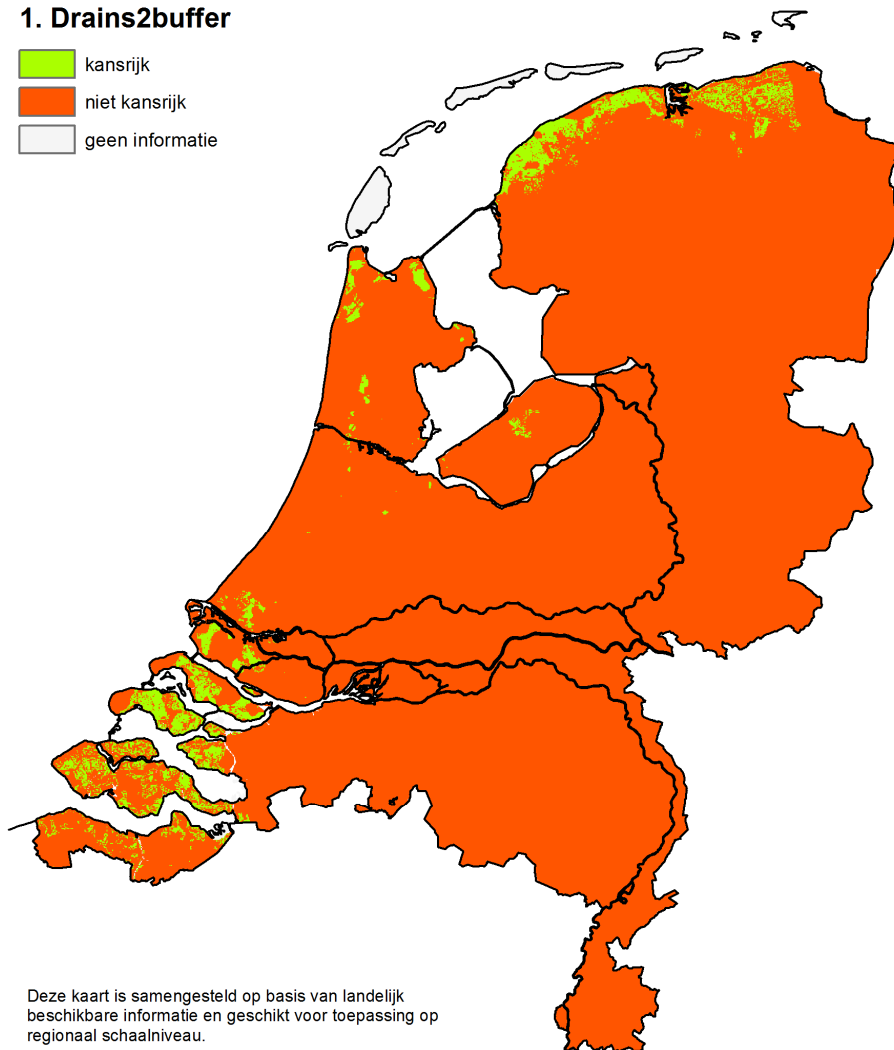 1. Drains2buffer
kansrijk
niet kansrijk
geen informatie
Deze kaart is samengesteld op basis van landelijk
beschikbare informatie en geschikt voor toepassing op
regionaal schaalniveau.